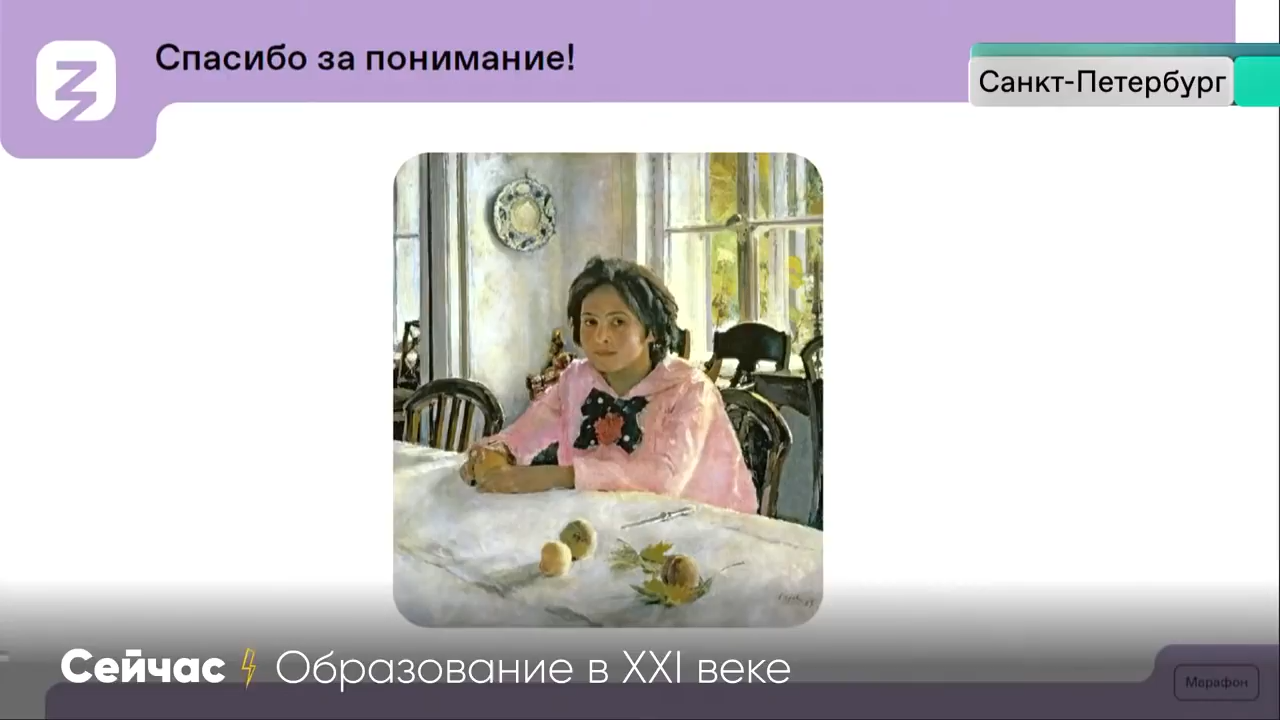 Спасибо за понимание!
Санкт-Петербург
Сейчас Образование в XXI веке
Марафон